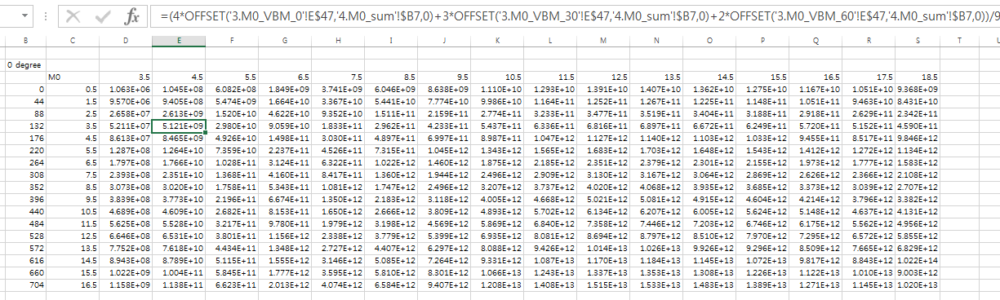 =(4*OFFSET('3.M0_VBM_0'!E$47,'4.M0_sum'!$B7,0)+3*OFFSET('3.M0_VBM_30'!E$47,'4.M0_sum'!$B7,0)+2*OFFSET('3.M0_VBM_60'!E$47,'4.M0_sum'!$B7,0))/9
B C D E F G H I J K L M N O P Q R S T U
0 degree
M0 3.5 4.5 5.5 6.5 7.5 8.5 9.5 10.5 11.5 12.5 13.5 14.5 15.5 16.5 17.5 18.5
0 0.5 1.063E+06 1.045E+08 6.082E+08 1.849E+09 3.741E+09 6.046E+09 8.638E+09 1.110E+10 1.293E+10 1.391E+10 1.407E+10 1.362E+10 1.275E+10 1.167E+10 1.051E+10 9.368E+09
44 1.5 9.570E+06 9.405E+08 5.474E+09 1.664E+10 3.367E+10 5.441E+10 7.774E+10 9.986E+10 1.164E+11 1.252E+11 1.267E+11 1.225E+11 1.148E+11 1.051E+11 9.463E+10 8.431E+10
88 2.5 2.658E+07 2.613E+09 1.520E+10 4.622E+10 9.352E+10 1.511E+11 2.159E+11 2.774E+11 3.233E+11 3.477E+11 3.519E+11 3.404E+11 3.188E+11 2.918E+11 2.629E+11 2.342E+11
132 3.5 5.211E+07 5.121E+09 2.980E+10 9.059E+10 1.833E+11 2.962E+11 4.233E+11 5.437E+11 6.336E+11 6.816E+11 6.897E+11 6.672E+11 6.249E+11 5.720E+11 5.152E+11 4.590E+11
176 4.5 8.613E+07 8.465E+09 4.926E+10 1.498E+11 3.030E+11 4.897E+11 6.997E+11 8.987E+11 1.047E+12 1.127E+12 1.140E+12 1.103E+12 1.033E+12 9.455E+11 8.517E+11 9.846E+12
220 5.5 1.287E+08 1.264E+10 7.359E+10 2.237E+11 4.526E+11 7.315E+11 1.045E+12 1.343E+12 1.565E+12 1.683E+12 1.703E+12 1.648E+12 1.543E+12 1.412E+12 1.272E+12 1.134E+12
264 6.5 1.797E+08 1.766E+10 1.028E+11 3.124E+11 6.322E+11 1.022E+12 1.460E+12 1.875E+12 2.185E+12 2.351E+12 2.379E+12 2.301E+12 2.155E+12 1.973E+12 1.777E+12 1.583E+12
308 7.5 2.393E+08 2.351E+10 1.368E+11 4.160E+11 8.417E+11 1.360E+12 1.944E+12 2.496E+12 2.909E+12 3.130E+12 3.167E+12 3.064E+12 2.869E+12 2.626E+12 2.366E+12 2.108E+12
352 8.5 3.073E+08 3.020E+10 1.758E+11 5.343E+11 1.081E+12 1.747E+12 2.496E+12 3.207E+12 3.737E+12 4.020E+12 4.068E+12 3.935E+12 3.685E+12 3.373E+12 3.039E+12 2.707E+12
396 9.5 3.839E+08 3.773E+10 2.196E+11 6.674E+11 1.350E+12 2.183E+12 3.118E+12 4.005E+12 4.668E+12 5.021E+12 5.081E+12 4.915E+12 4.604E+12 4.214E+12 3.796E+12 3.382E+12
440 10.5 4.689E+08 4.609E+10 2.682E+11 8.153E+11 1.650E+12 2.666E+12 3.809E+12 4.893E+12 5.702E+12 6.134E+12 6.207E+12 6.005E+12 5.624E+12 5.148E+12 4.637E+12 4.131E+12
484 11.5 5.625E+08 5.528E+10 3.217E+11 9.780E+11 1.979E+12 3.198E+12 4.569E+12 5.869E+12 6.840E+12 7.358E+12 7.446E+12 7.203E+12 6.746E+12 6.175E+12 5.562E+12 4.956E+12
528 12.5 6.646E+08 6.531E+10 3.801E+11 1.156E+12 2.338E+12 3.779E+12 5.399E+12 6.935E+12 8.081E+12 8.694E+12 8.797E+12 8.510E+12 7.970E+12 7.295E+12 6.572E+12 5.855E+12
572 13.5 7.752E+08 7.618E+10 4.434E+11 1.348E+12 2.727E+12 4.407E+12 6.297E+12 8.088E+12 9.426E+12 1.014E+13 1.026E+13 9.926E+12 9.296E+12 8.509E+12 7.665E+12 6.829E+12
616 14.5 8.943E+08 8.789E+10 5.115E+11 1.555E+12 3.146E+12 5.085E+12 7.264E+12 9.331E+12 1.087E+13 1.170E+13 1.184E+13 1.145E+13 1.072E+13 9.817E+12 8.843E+12 1.022E+14
660 15.5 1.022E+09 1.004E+11 5.845E+11 1.777E+12 3.595E+12 5.810E+12 8.301E+12 1.066E+13 1.243E+13 1.337E+13 1.353E+13 1.308E+13 1.226E+13 1.122E+13 1.010E+13 9.003E+12
704 16.5 1.158E+09 1.138E+11 6.623E+11 2.013E+12 4.074E+12 6.584E+12 9.407E+12 1.208E+13 1.408E+13 1.515E+13 1.533E+13 1.483E+13 1.389E+13 1.271E+13 1.145E+13 1.020E+13